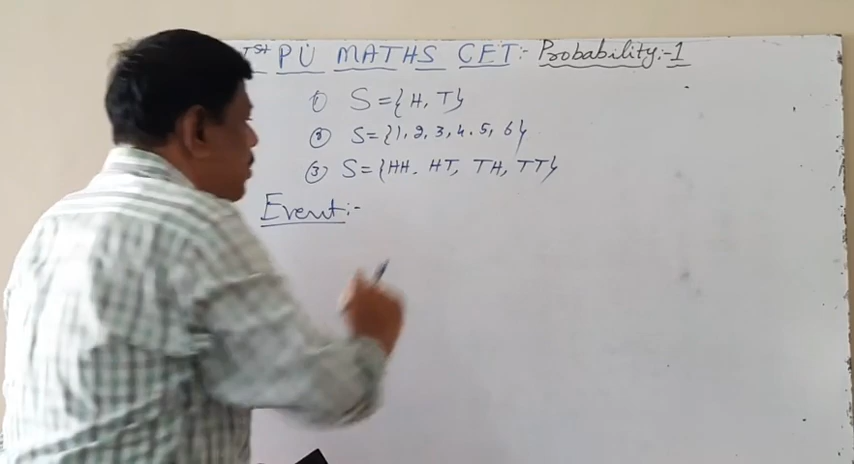 Ist PU MATHS CET:- Probability:-1
① S={H, T}
② S={1, 2, 3, 4. 5, 6}
③ S={HH. HT, TH, TT}
Event:-